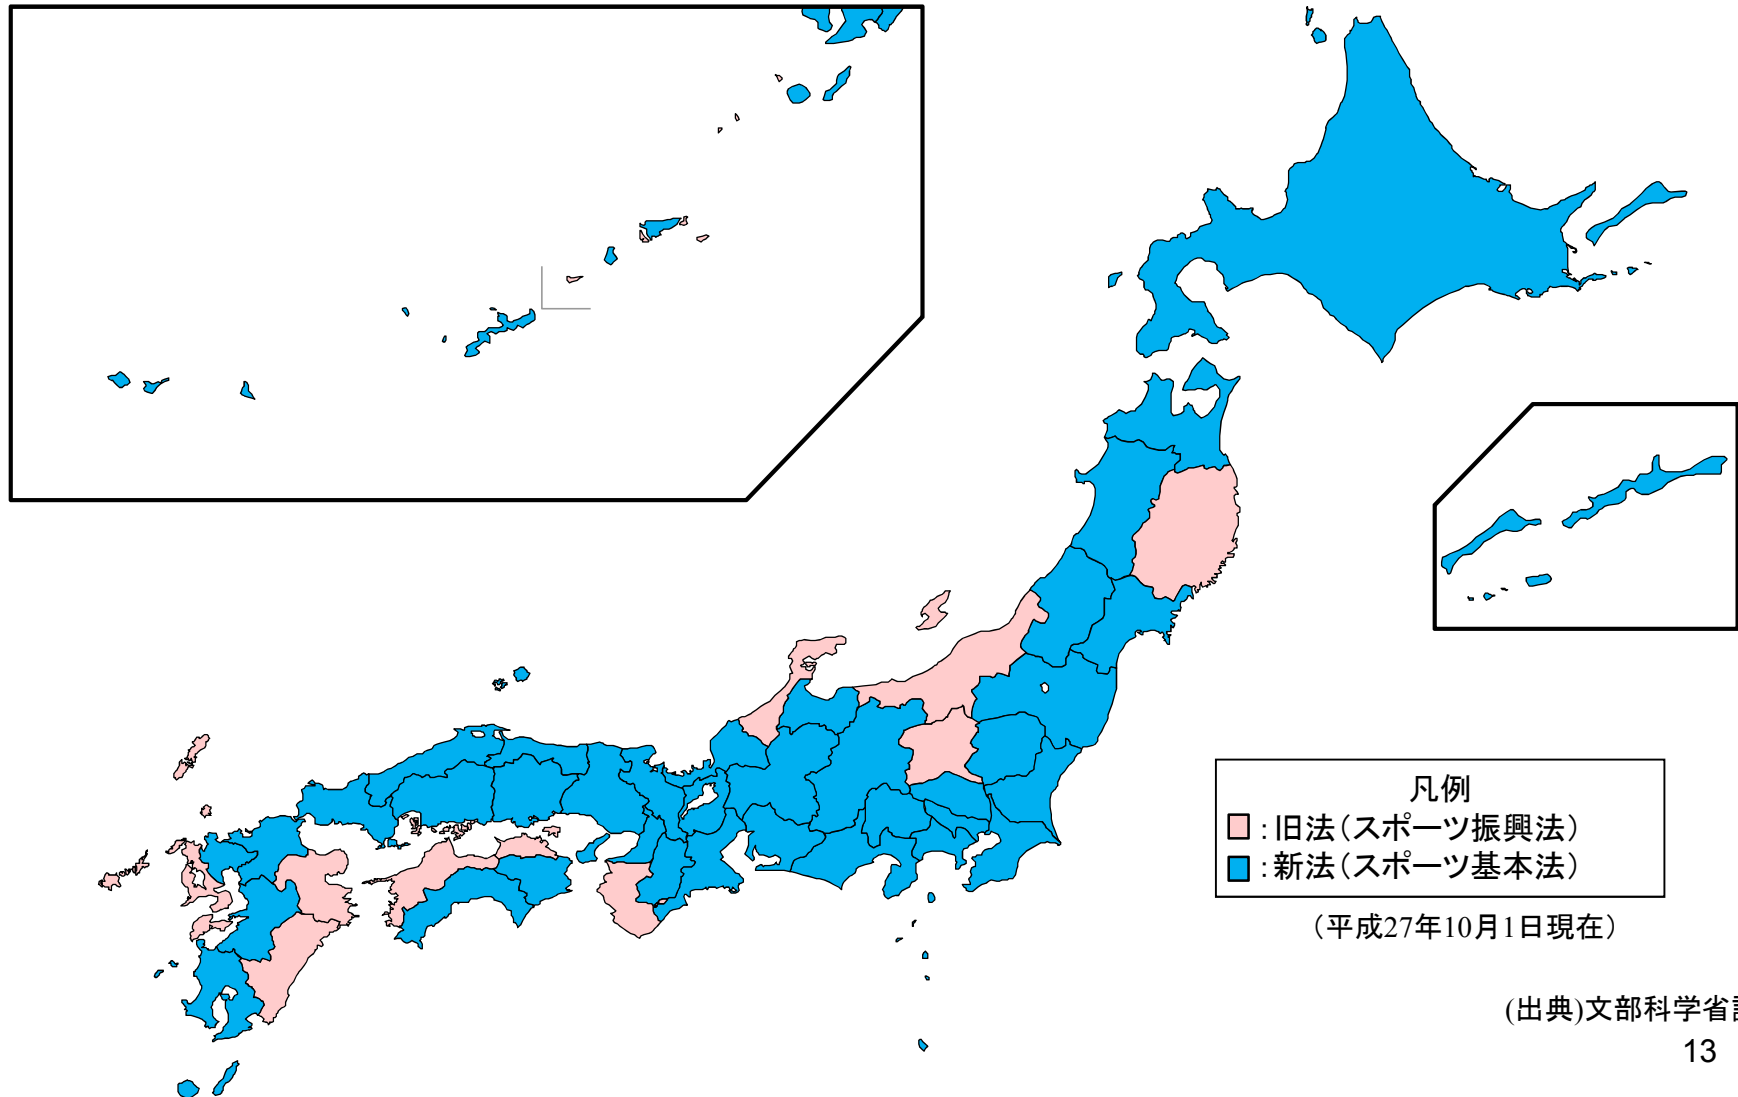 凡例
：旧法（スポーツ振興法）
：新法（スポーツ基本法）
（平成27年10月1日現在）
(出典)文部科学省
13